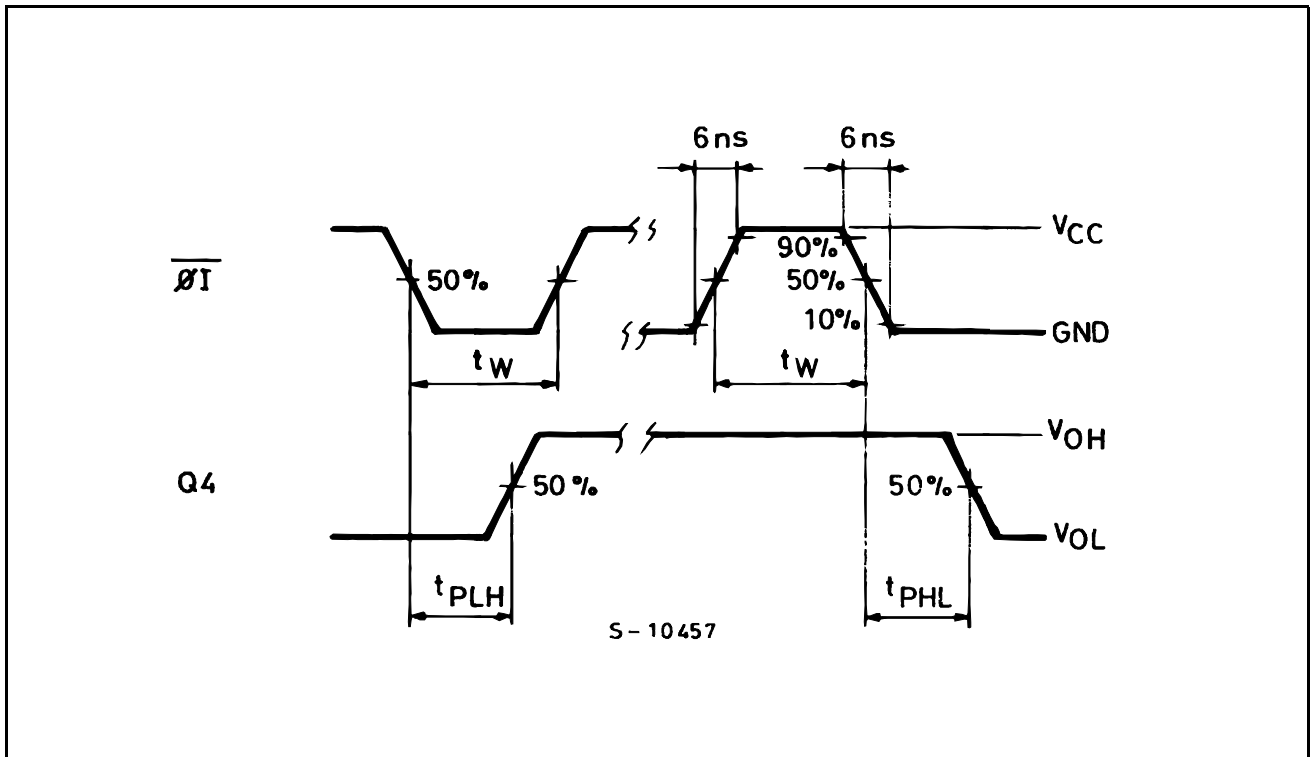 6ns 6ns
VCC
90%
ØI 50% 50%
10%
GND
tW tW
VOH
Q4 50% 50%
VOL
tPLH tPHL
S-10457